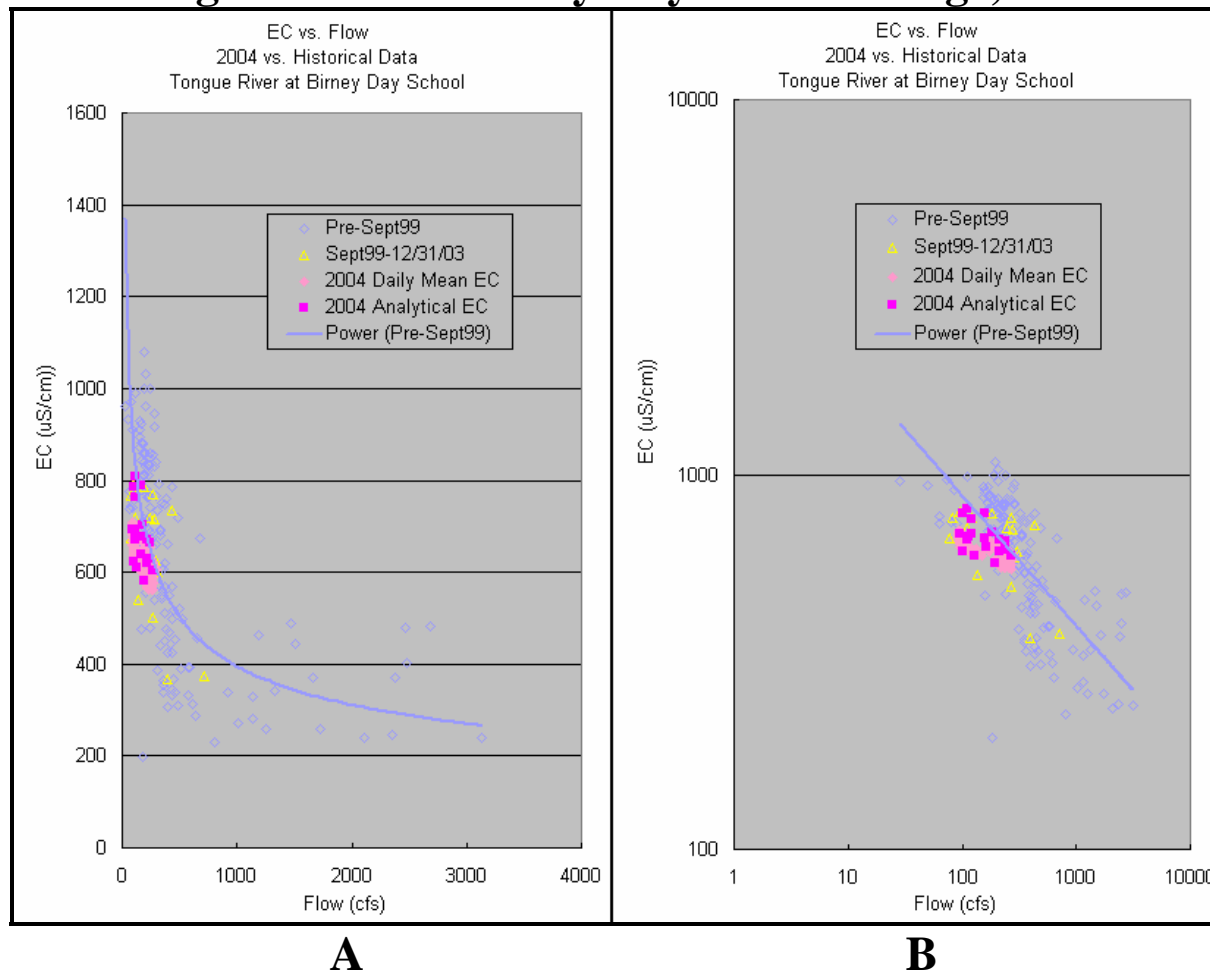 EC vs. Flow
2004 vs. Historical Data
Tongue River at Birney Day School
1600
1400
1200
1000
800
600
400
200
0
EC (uS/cm))
0 1000 2000 3000 4000
Flow (cfs)
Pre-Sept99
Sept99-12/31/03
2004 Daily Mean EC
2004 Analytical EC
Power (Pre-Sept99)
A
EC vs. Flow
2004 vs. Historical Data
Tongue River at Birney Day School
10000
1000
100
EC (uS/cm))
1 10 100 1000 10000
Flow (cfs)
Pre-Sept99
Sept99-12/31/03
2004 Daily Mean EC
2004 Analytical EC
Power (Pre-Sept99)
B